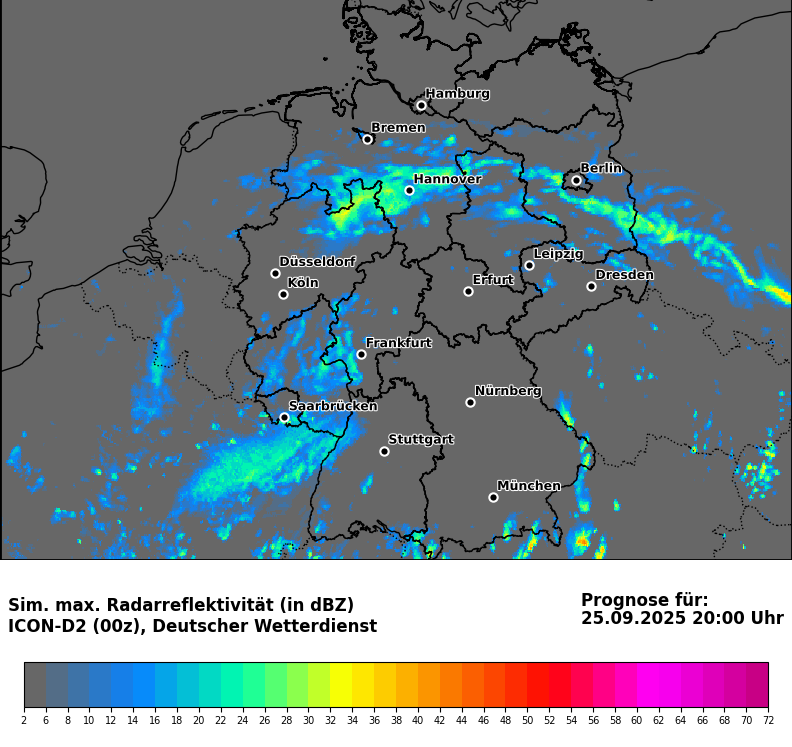 Hamburg
Bremen
Berlin
Hannover
Leipzig
Düsseldorf
Dresden
Erfurt
Köln
Frankfurt
Nürnberg
Saarbrücken
Stuttgart
München
Sim. max. Radarreflektivität (in dBZ)
ICON-D2 (00z), Deutscher Wetterdienst
Prognose für:
25.09.2025 20:00 Uhr
2 6 8 10 12 14 16 18 20 22 24 26 28 30 32 34 36 38 40 42 44 46 48 50 52 54 56 58 60 62 64 66 68 70 72